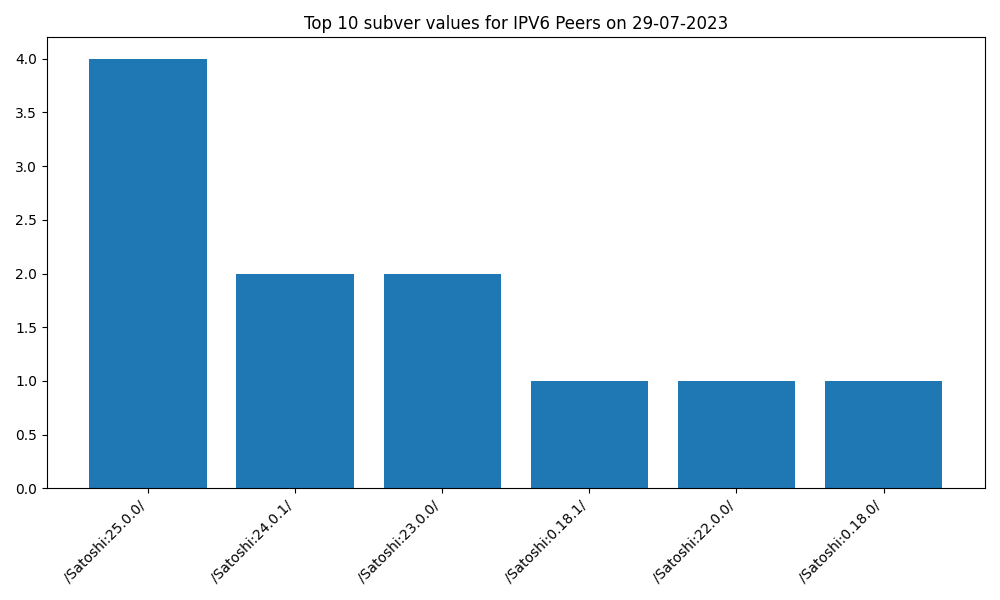 Top 10 subver values for IPV6 Peers on 29-07-2023
4.0
3.5
3.0
2.5
2.0
1.5
1.0
0.5
0.0
/Satoshi:25.0.0/
/Satoshi:24.0.1/
/Satoshi:23.0.0/
/Satoshi:0.18.1/
/Satoshi:22.0.0/
/Satoshi:0.18.0/